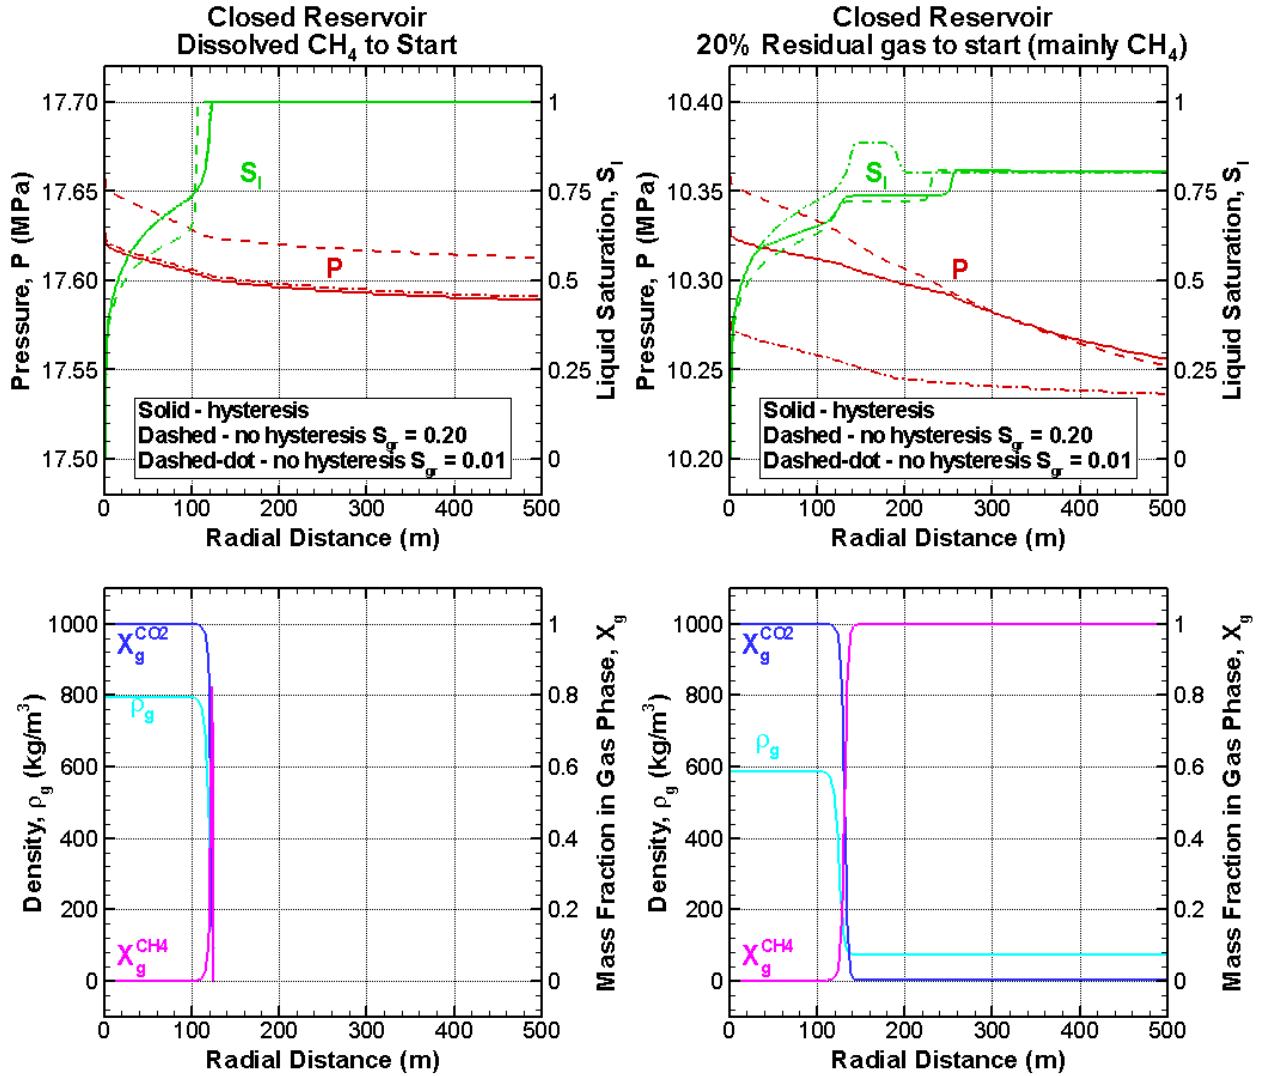 Closed Reservoir
Dissolved CH4 to Start
17.70
17.65
17.60
17.55
17.50
Pressure, P (MPa)
1
0.75
0.5
0.25
0
Liquid Saturation, Sl
Sl
P
Solid - hysteresis
Dashed - no hysteresis Sgr = 0.20
Dashed-dot - no hysteresis Sgr = 0.01
0 100 200 300 400 500
Radial Distance (m)
Closed Reservoir
20% Residual gas to start (mainly CH4)
10.40
10.35
10.30
10.25
10.20
Pressure, P (MPa)
1
0.75
0.5
0.25
0
Liquid Saturation, Sl
Sl
P
Solid - hysteresis
Dashed - no hysteresis Sgr = 0.20
Dashed-dot - no hysteresis Sgr = 0.01
0 100 200 300 400 500
Radial Distance (m)
1000
800
600
400
200
0
Density, ρg (kg/m3)
1
0.8
0.6
0.4
0.2
0
Mass Fraction in Gas Phase, Xg
XgCO2
ρg
XgCH4
0 100 200 300 400 500
Radial Distance (m)
1000
800
600
400
200
0
Density, ρg (kg/m3)
1
0.8
0.6
0.4
0.2
0
Mass Fraction in Gas Phase, Xg
XgCO2
ρg
XgCH4
0 100 200 300 400 500
Radial Distance (m)